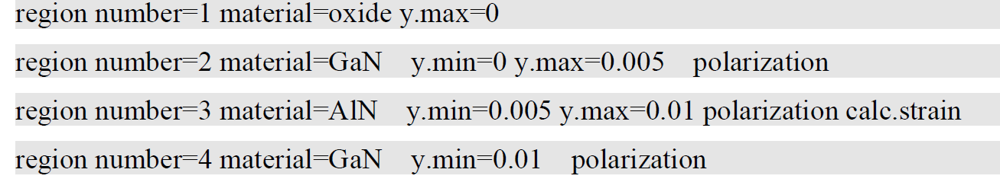 region number=1 material=oxide y.max=0
region number=2 material=GaN y.min=0 y.max=0.005 polarization
region number=3 material=AlN y.min=0.005 y.max=0.01 polarization calc.strain
region number=4 material=GaN y.min=0.01 polarization